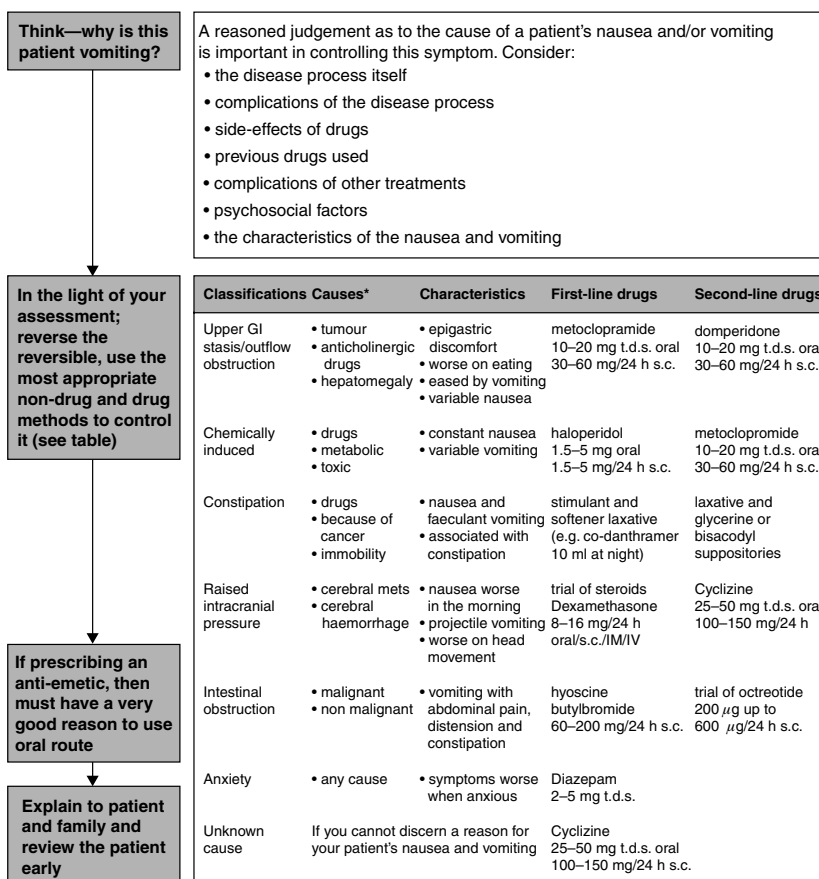 Think—why is this
patient vomiting?
A reasoned judgement as to the cause of a patient's nausea and/or vomiting
is important in controlling this symptom. Consider:
• the disease process itself
• complications of the disease process
• side-effects of drugs
• previous drugs used
• complications of other treatments
• psychosocial factors
• the characteristics of the nausea and vomiting
In the light of your
assessment;
reverse the
reversible, use the
most appropriate
non-drug and drug
methods to control
it (see table)
Classifications Causes* Characteristics First-line drugs Second-line drugs
Upper GI • tumour • epigastric metoclopramide domperidone
stasis/outflow • anticholinergic discomfort 10–20 mg t.d.s. oral 10–20 mg t.d.s. oral
obstruction drugs • worse on eating 30–60 mg/24 h s.c. 30–60 mg/24 h s.c.
• hepatomegaly • eased by vomiting
• variable nausea
Chemically • drugs • constant nausea haloperidol metoclopromide
induced • metabolic • variable vomiting 1.5–5 mg oral 10–20 mg t.d.s. oral
• toxic 1.5–5 mg/24 h s.c. 30–60 mg/24 h s.c.
Constipation • drugs • nausea and stimulant and laxative and
• because of faeculant vomiting softener laxative glycerine or
cancer • associated with (e.g. co-danthramer bisacodyl
• immobility constipation 10 ml at night) suppositories
Raised • cerebral mets • nausea worse trial of steroids Cyclizine
intracranial • cerebral in the morning Dexamethasone 25–50 mg t.d.s. oral
pressure haemorrhage • projectile vomiting 8–16 mg/24 h 100–150 mg/24 h
• worse on head oral/s.c./IM/IV
movement
If prescribing an
anti-emetic, then
must have a very
good reason to use
oral route
Intestinal • malignant • vomiting with hyoscine trial of octreotide
obstruction • non malignant abdominal pain, butylbromide 200 μg up to
distension and 60–200 mg/24 h s.c. 600 μg/24 h s.c.
constipation
Anxiety • any cause • symptoms worse Diazepam
when anxious 2–5 mg t.d.s.
Explain to patient
and family and
review the patient
early
Unknown If you cannot discern a reason for Cyclizine
cause your patient's nausea and vomiting 25–50 mg t.d.s. oral
100–150 mg/24 h s.c.